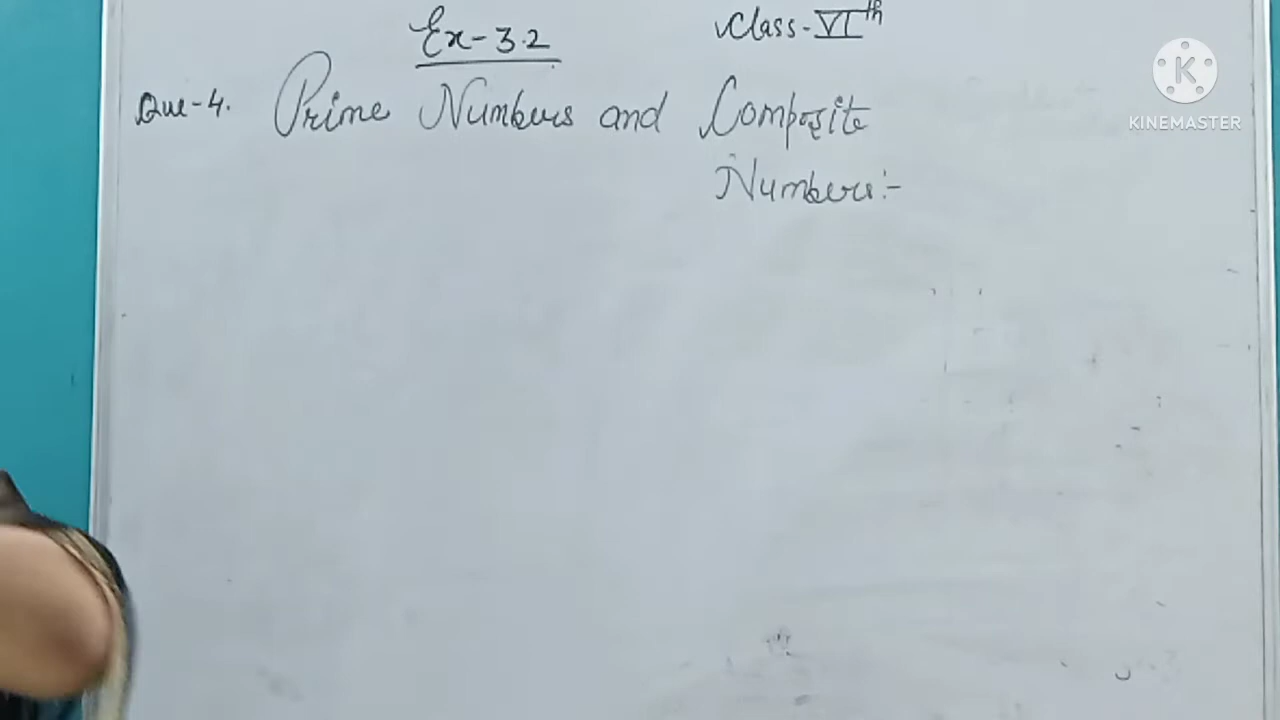 Ex-3.2
Class-VIth
Que-4. Prime Numbers and Composite
Numbers:-
KINEMASTER